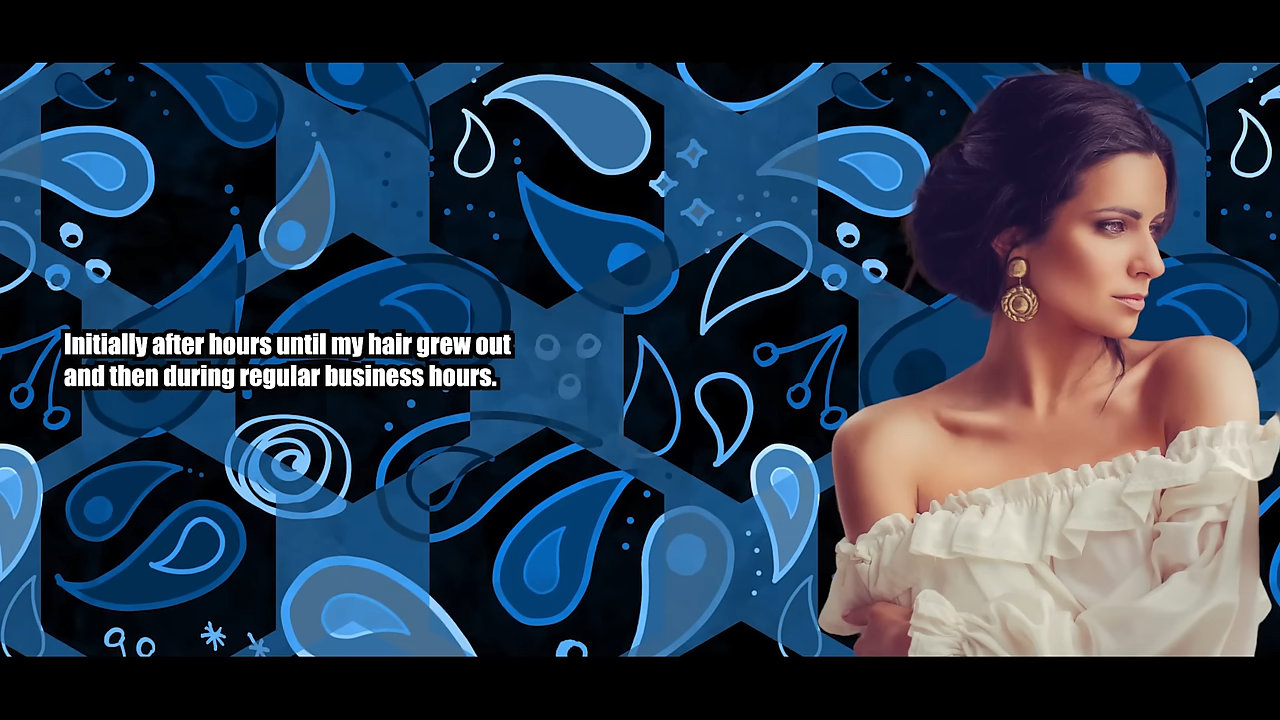 Initially after hours until my hair grew out
and then during regular business hours.